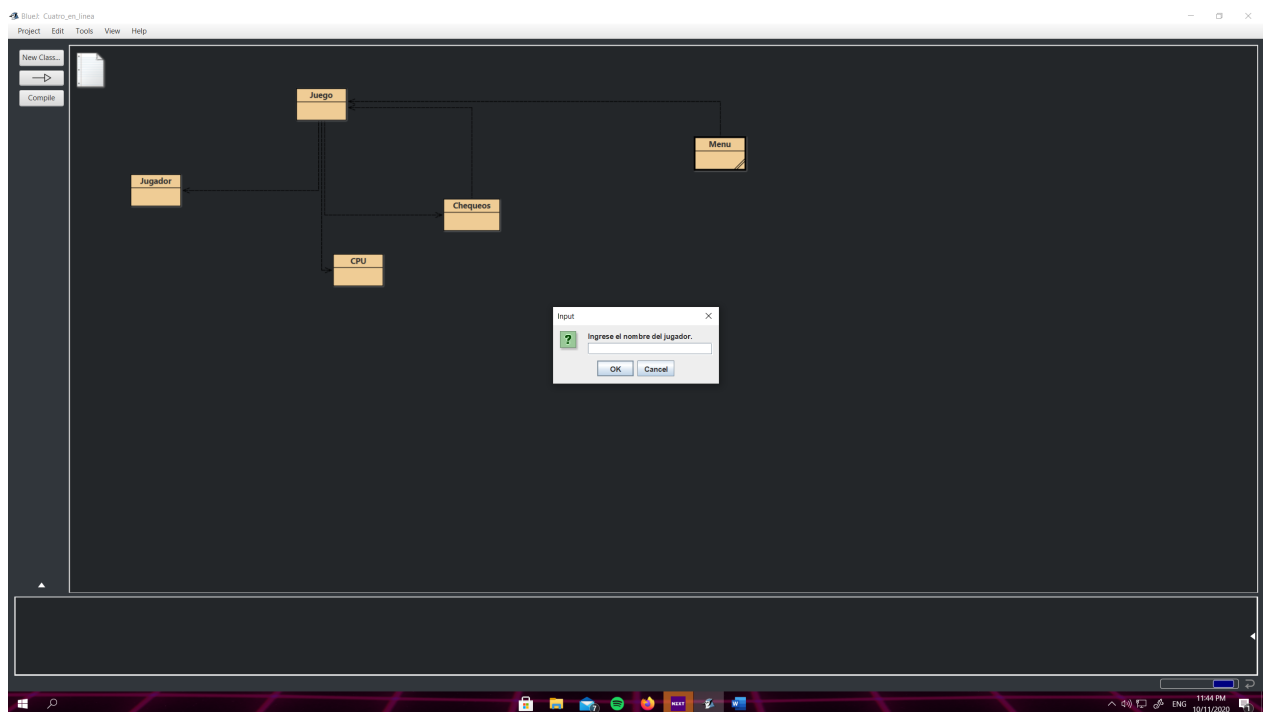 BlueJ: Cuatro_en_linea
Project Edit Tools View Help
New Class...
Compile
Juego
Menu
Jugador
Chequeos
CPU
Input
?
Ingrese el nombre del jugador.
OK Cancel
NEXT
W
ENG
11:44 PM
10/11/2020